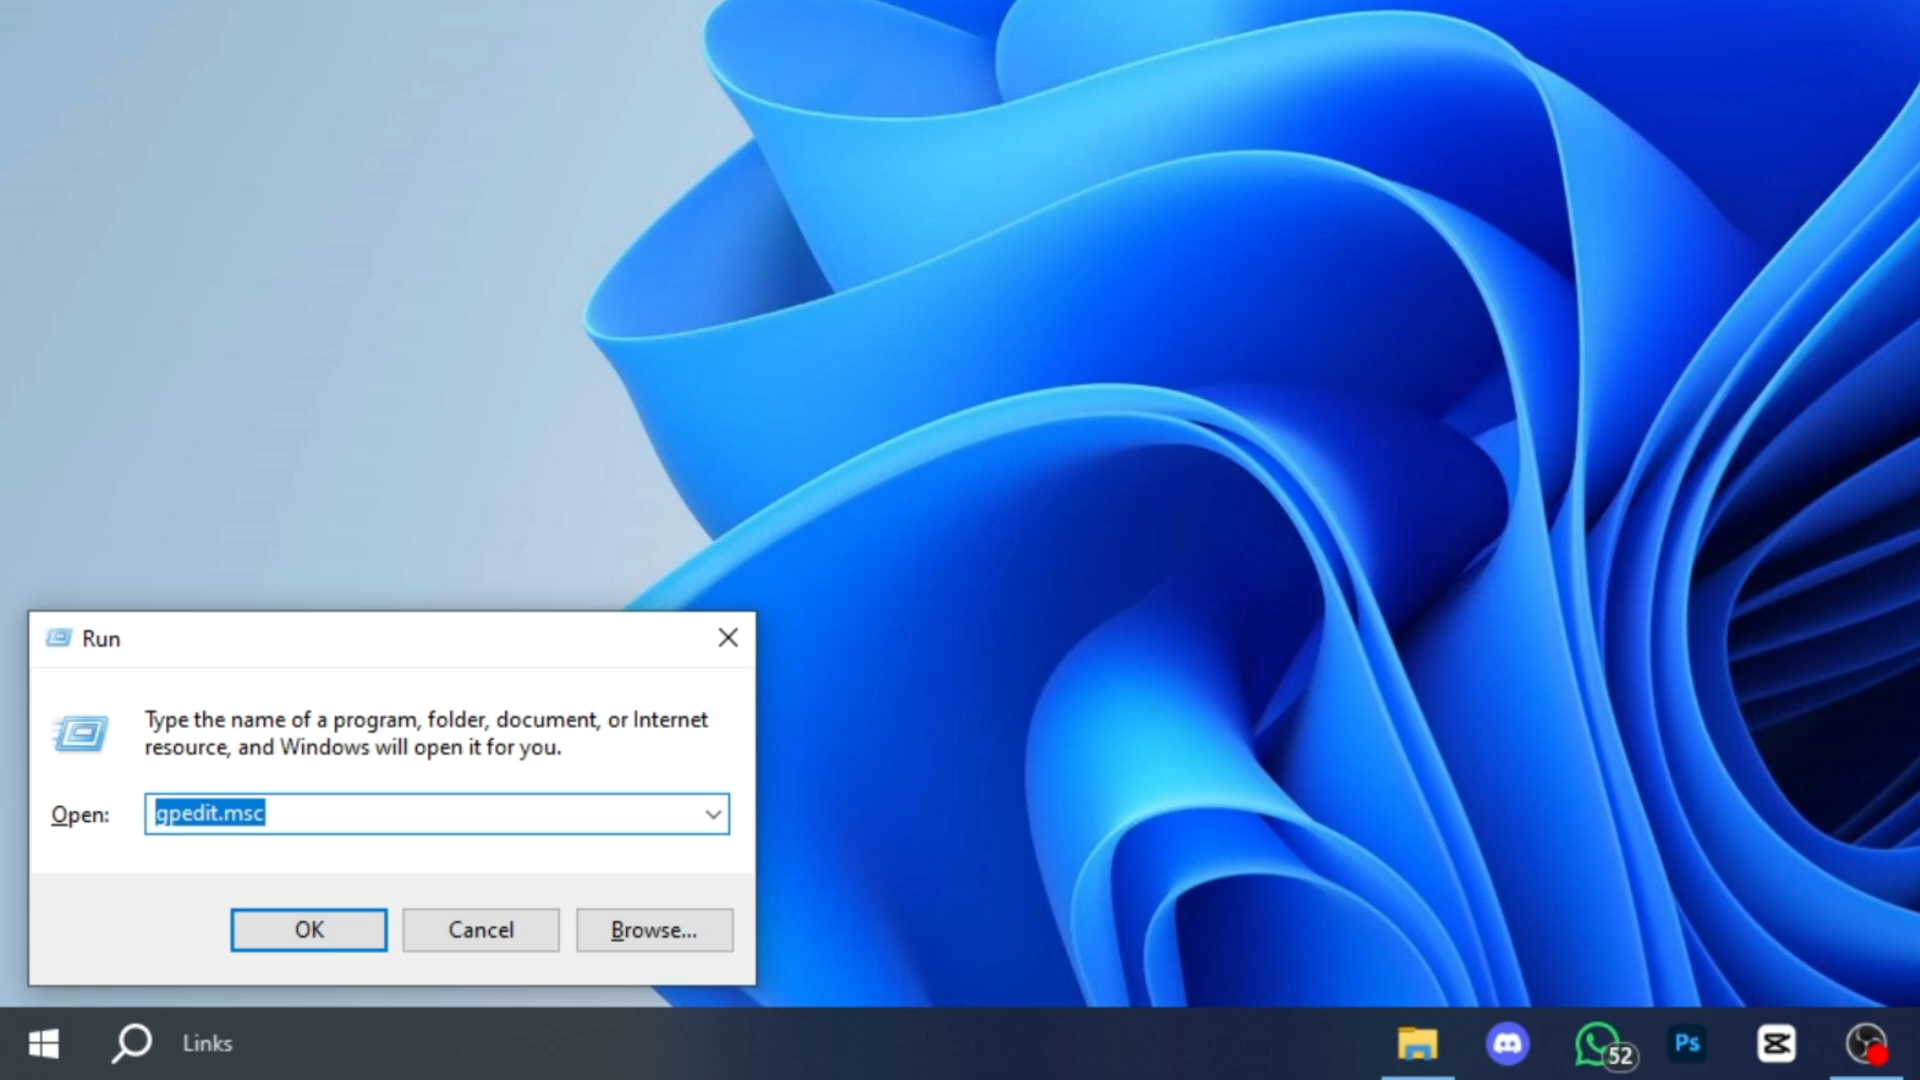 Run
Type the name of a program, folder, document, or Internet
resource, and Windows will open it for you.
Open:
gpedit.msc
OK
Cancel
Browse...
Links
52
Ps